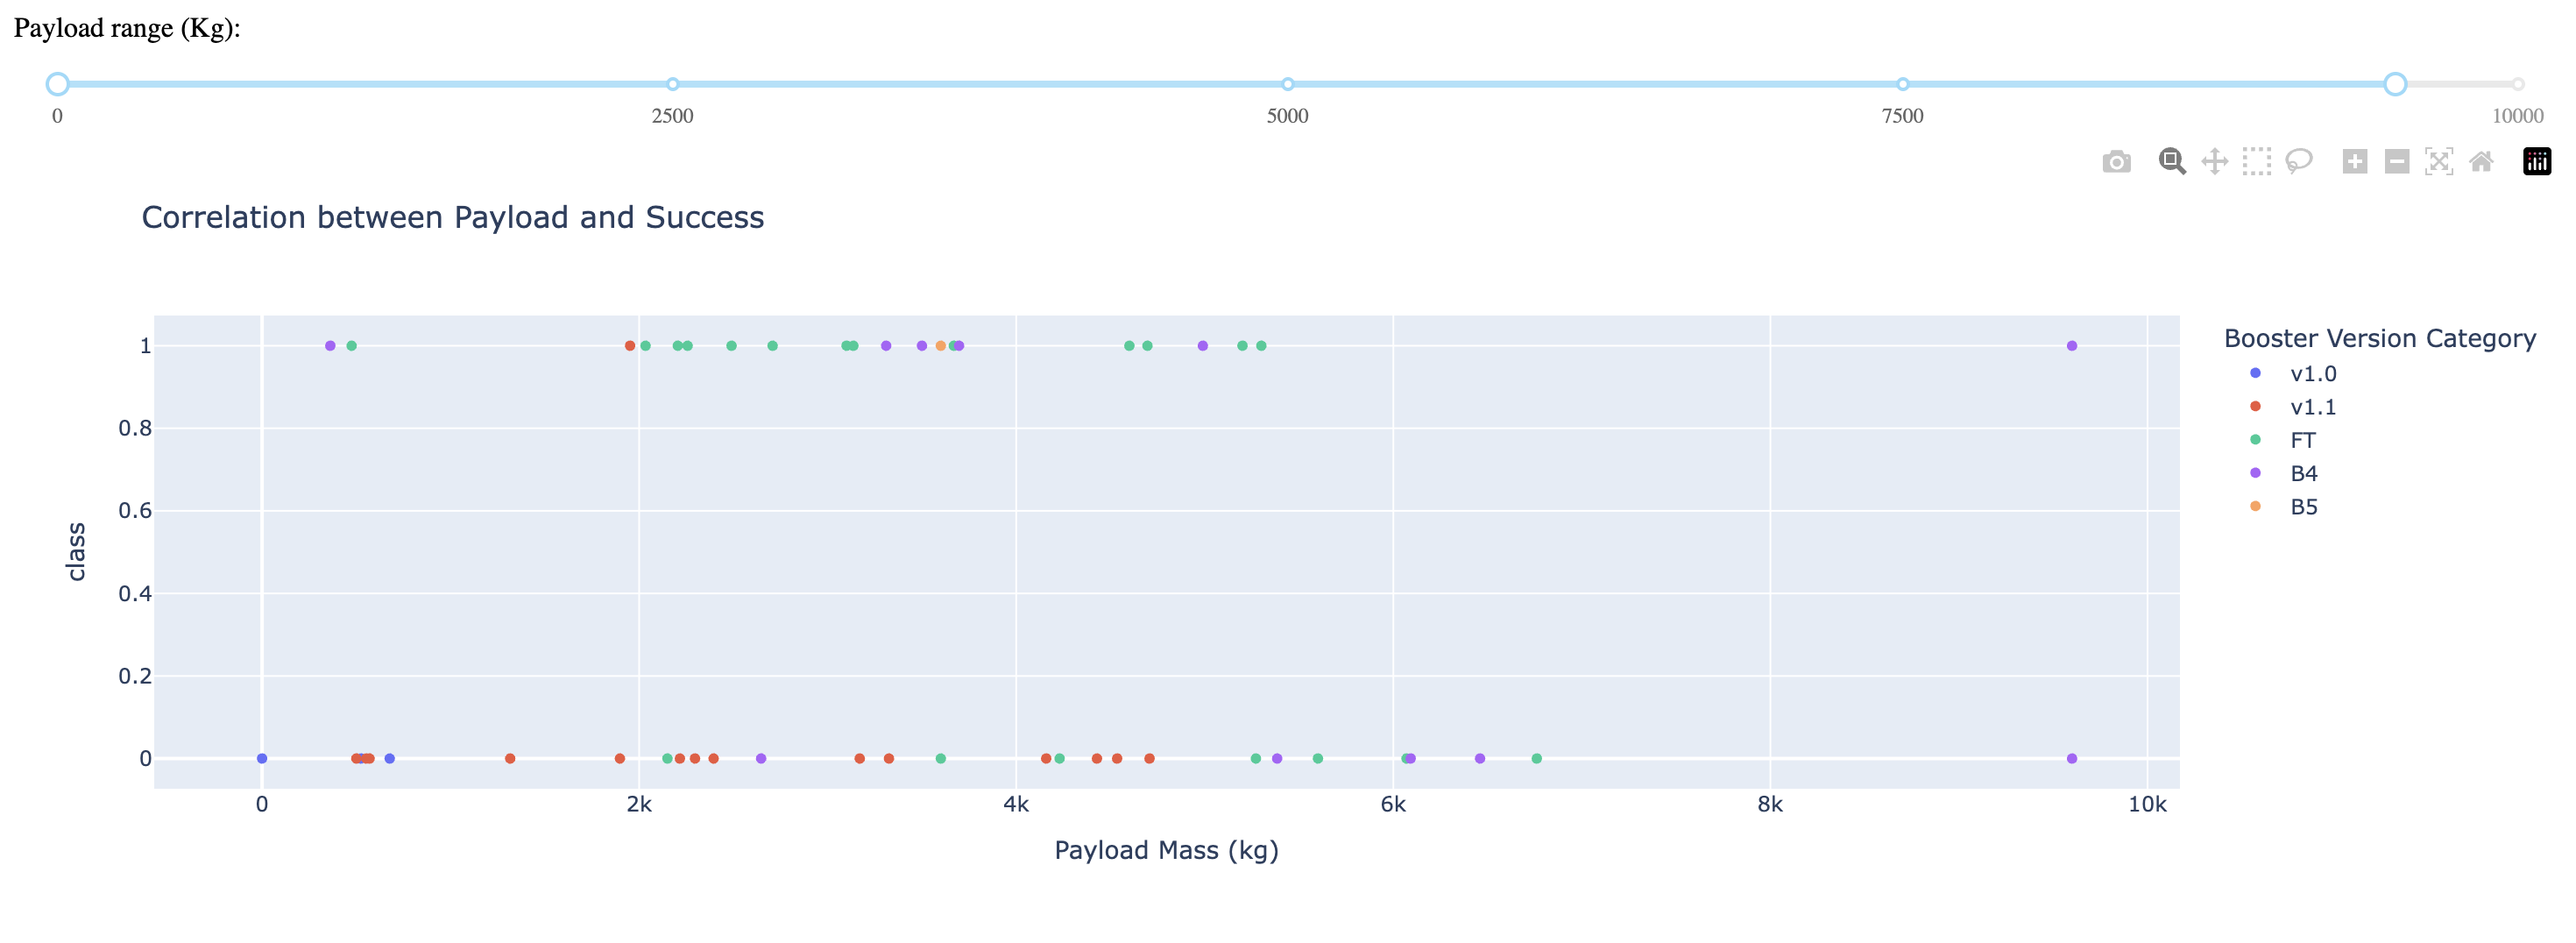 Payload range (Kg):
0 2500 5000 7500 10000
Correlation between Payload and Success
1
0.8
0.6
0.4
0.2
0
class
0 2k 4k 6k 8k 10k
Payload Mass (kg)
Booster Version Category
v1.0
v1.1
FT
B4
B5